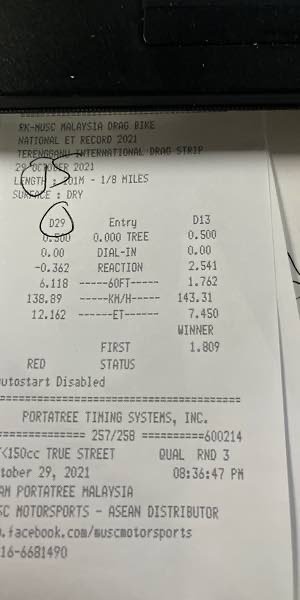 RK-MUSC MALAYSIA DRAG BIKE
NATIONAL ET RECORD 2021
TERENGGANU INTERNATIONAL DRAG STRIP
29 OCTOBER 2021
LENGTH : 201M - 1/8 MILES
SURFACE : DRY
D29 Entry D13
0.500 0.000 TREE 0.500
0.00 DIAL-IN 0.00
-0.362 REACTION 2.541
6.118 -----60FT----- 1.762
138.89 -----KM/H----- 143.31
12.162 ------ET------ 7.450
WINNER
FIRST 1.809
RED STATUS
utostart Disabled
PORTATREE TIMING SYSTEMS, INC.
========== 257/258 ==========600214
<150cc TRUE STREET QUAL RND 3
tober 29, 2021 08:36:47 PM
AM PORTATREE MALAYSIA
SC MOTORSPORTS - ASEAN DISTRIBUTOR
.facebook.com/muscmotorsports
16-6681490